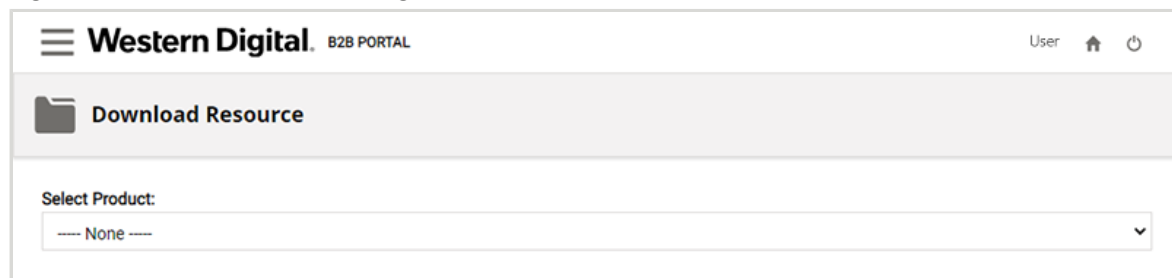 Western Digital. B2B PORTAL User
Download Resource
Select Product:
----- None -----